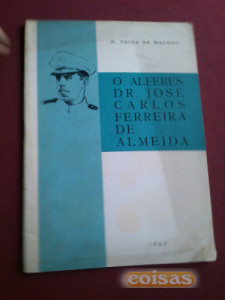 O ALFERES
DR. JOSÉ
CARLOS
FERREIRA
DE
ALMEIDA
coisas